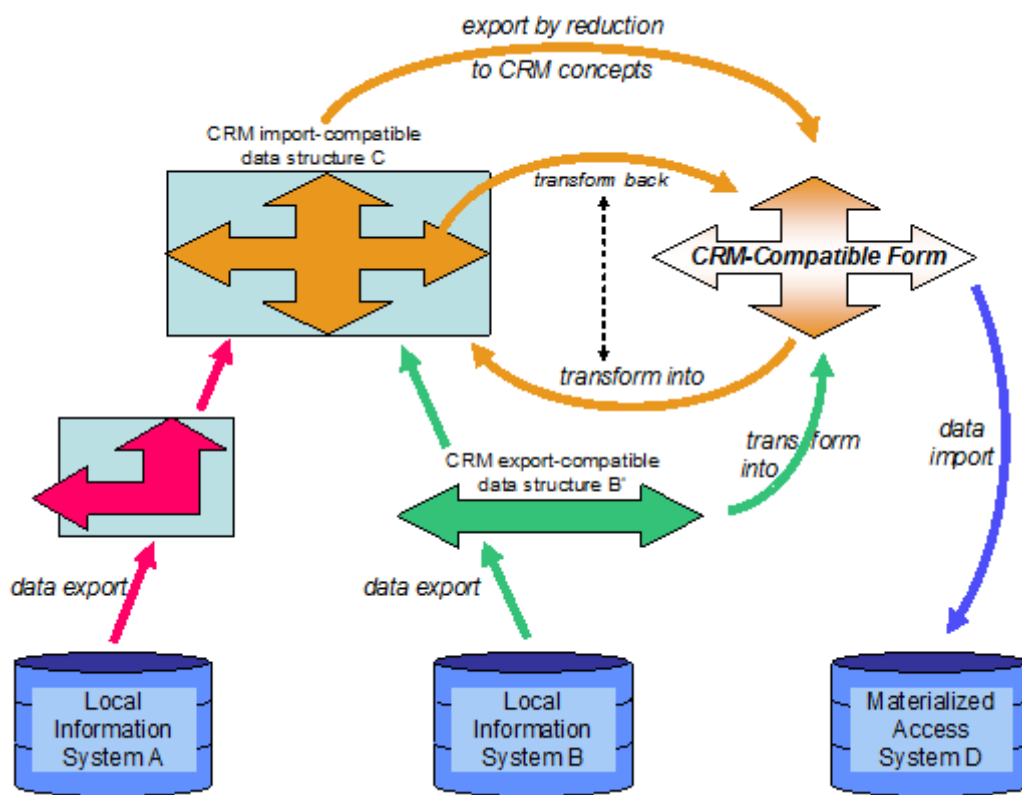 export by reduction
to CRM concepts
CRM import-compatible
data structure C
transform back
CRM-Compatible Form
transform into
CRM export-compatible
data structure B'
transform
into
data
import
data export
data export
Local
Information
System A
Local
Information
System B
Materialized
Access
System D